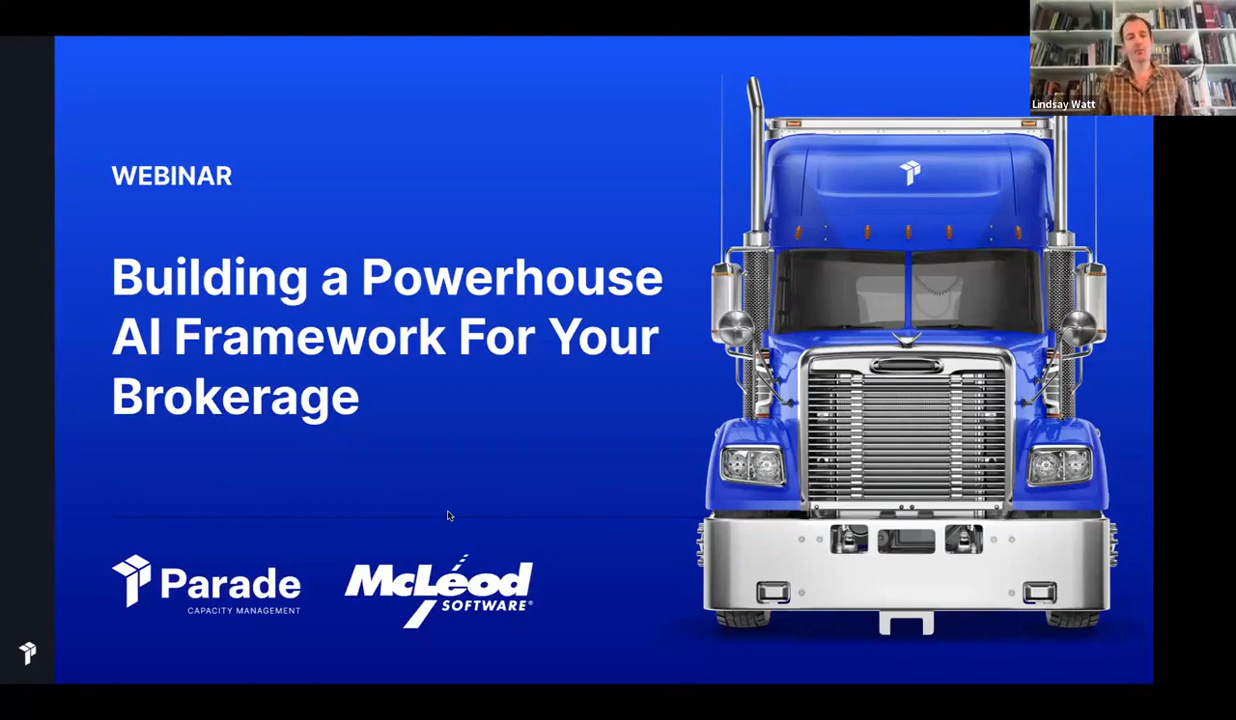 Lindsay Watt
WEBINAR
Building a Powerhouse
AI Framework For Your
Brokerage
Parade
CAPACITY MANAGEMENT
McLeod
SOFTWARE®